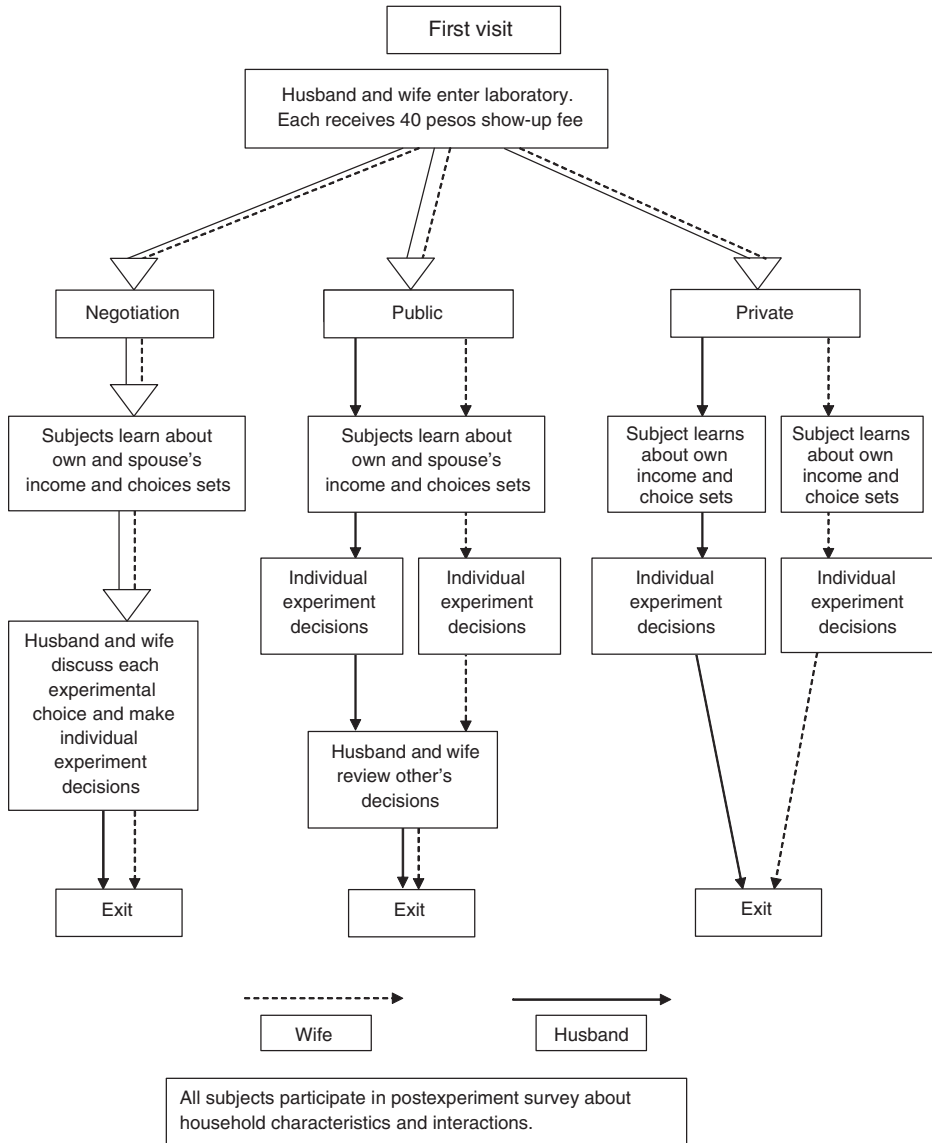 First visit
Husband and wife enter laboratory.
Each receives 40 pesos show-up fee
Negotiation
Public
Private
Subjects learn about
own and spouse's
income and choices sets
Subjects learn about
own and spouse's
income and choices sets
Subject learns
about own
income and
choice sets
Subject learns
about own
income and
choice sets
Individual
experiment
decisions
Individual
experiment
decisions
Individual
experiment
decisions
Individual
experiment
decisions
Husband and wife
discuss each
experimental
choice and make
individual
experiment
decisions
Husband and wife
review other's
decisions
Exit
Exit
Exit
Wife
Husband
All subjects participate in postexperiment survey about
household characteristics and interactions.